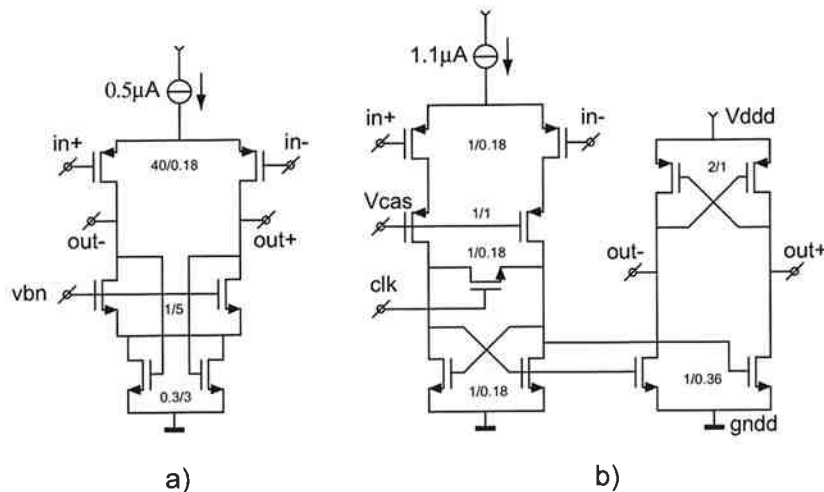 0.5µA
in+
in-
40/0.18
out-
out+
vbn
1/5
0.3/3
a)
1.1µA
in+
in-
1/0.18
Vcas
1/1
1/0.18
clk
1/0.18
Vddd
2/1
out-
out+
1/0.36
gndd
b)